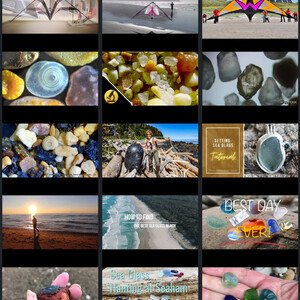 SETTING
SEA GLASS
Tutorial
HOW TO FIND
THE BEST SEA GLASS BEACH
BEST DAY
EVER!
Sea Glass
Hunting at Seaham